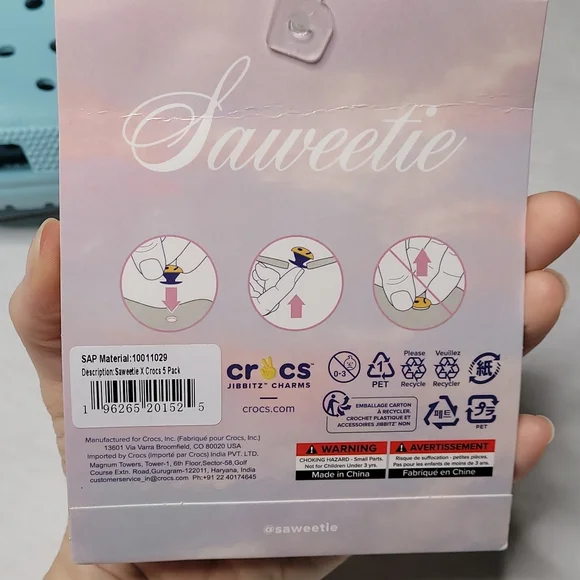 Saweetie
SAP Material:10011029
Description:Saweetie X Crocs 5 Pack
1 96265 20152 5
crocs™
JIBBITZ™ CHARMS
crocs.com
0-3
1
PET
Please
Recycle
Veuillez
Recycler
紙
EMBALLAGE CARTON
À RECYCLER.
CROCHET PLASTIQUE ET
ACCESSOIRES JIBBITZ™ NON
페트
プラ
PET
Manufactured for Crocs, Inc. (Fabriqué pour Crocs, Inc.)
13601 Via Varra Broomfield, CO 80020 USA
Imported by Crocs (Importé par Crocs) India PVT. LTD.
Magnum Towers, Tower-1, 6th Floor,Sector-58,Golf
Course Extn. Road,Gurugram-122011, Haryana, India
customerservice_in@crocs.com Ph:+91 22 40174645
WARNING
CHOKING HAZARD - Small Parts.
Not for Children Under 3 yrs.
Made in China
AVERTISSEMENT
Risque de suffocation - petites pièces.
Pas pour les enfants de moins de 3 ans.
Fabriqué en Chine
@saweetie